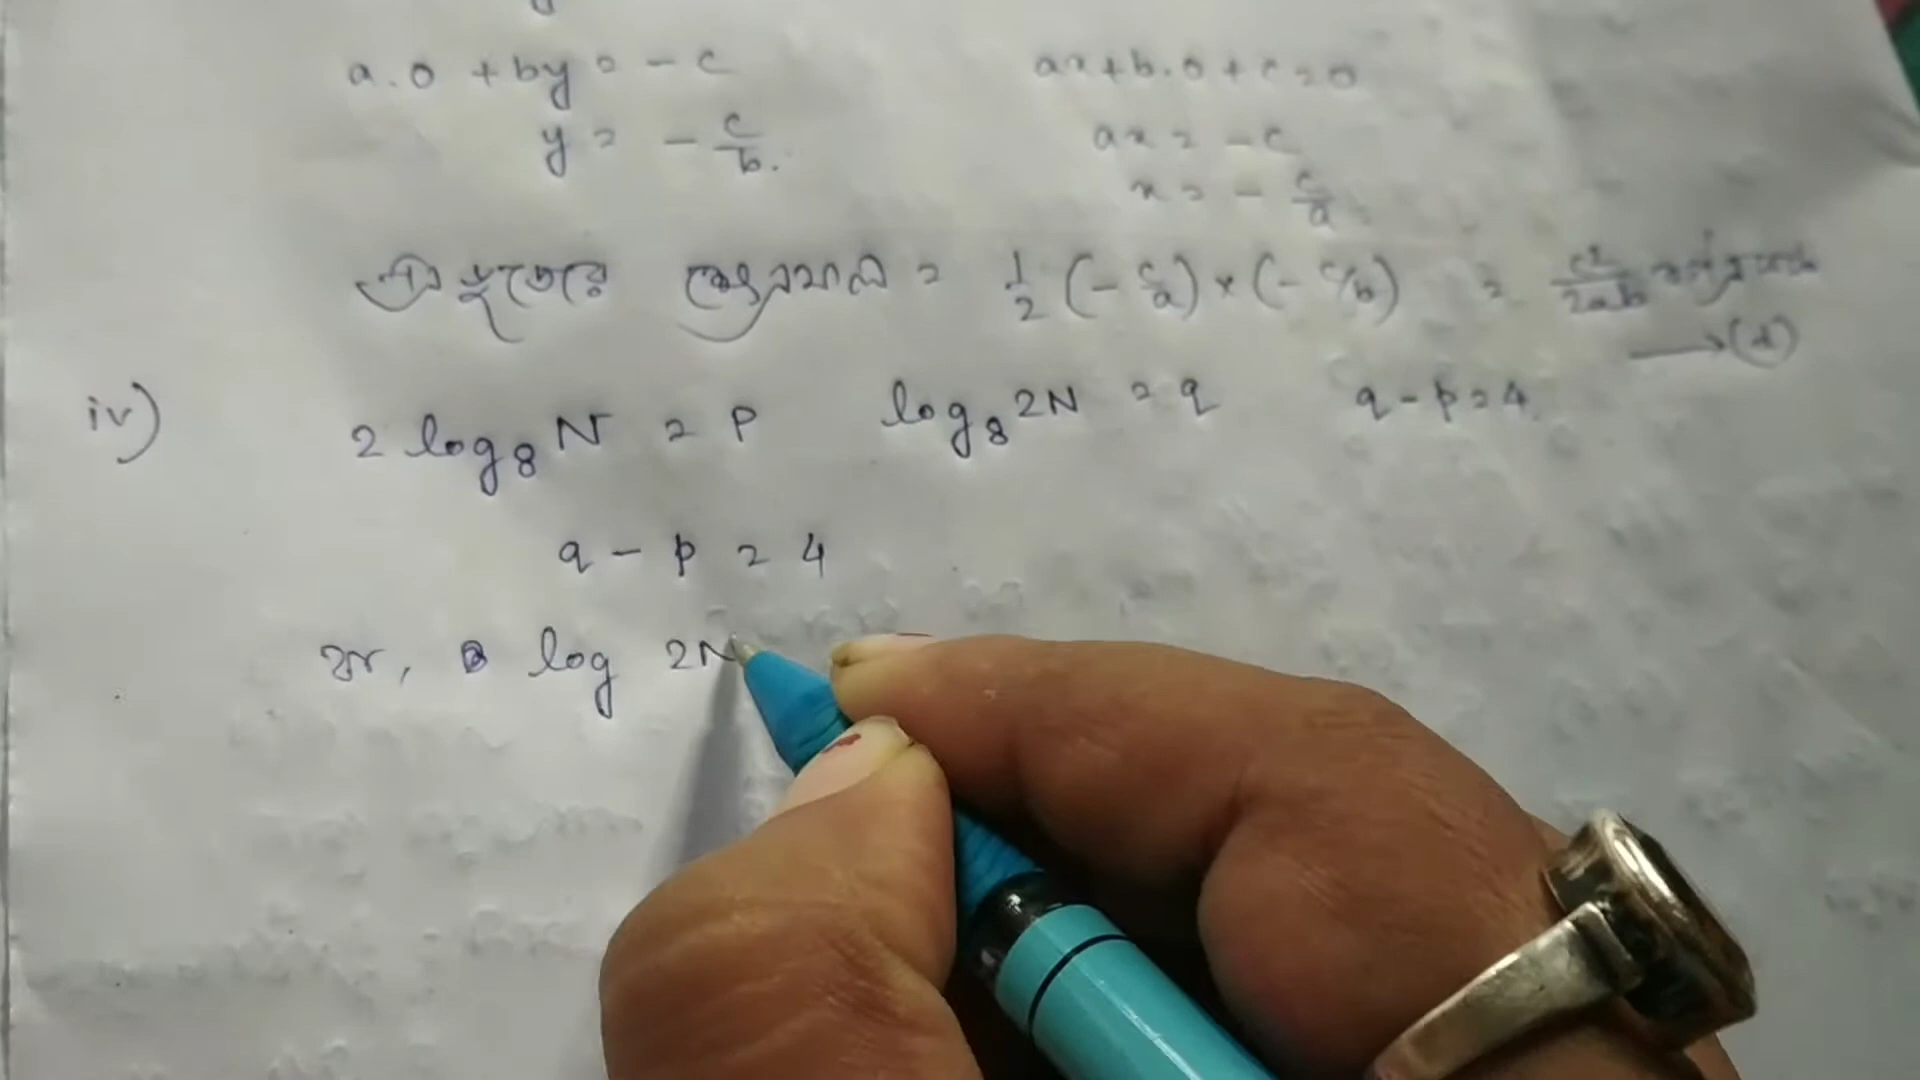 a.0 + by = - c
ax + b.0 + c = 0
y = - c/b.
ax = - c
x = - c/a
ক্ষেত্রফল = 1/2 (- c/a) × (- c/b) = c²/2ab
→ (d)
iv) 2 log₈ N = P log₈ 2N = q q - p = 4
q - p = 4
বা, log 2N